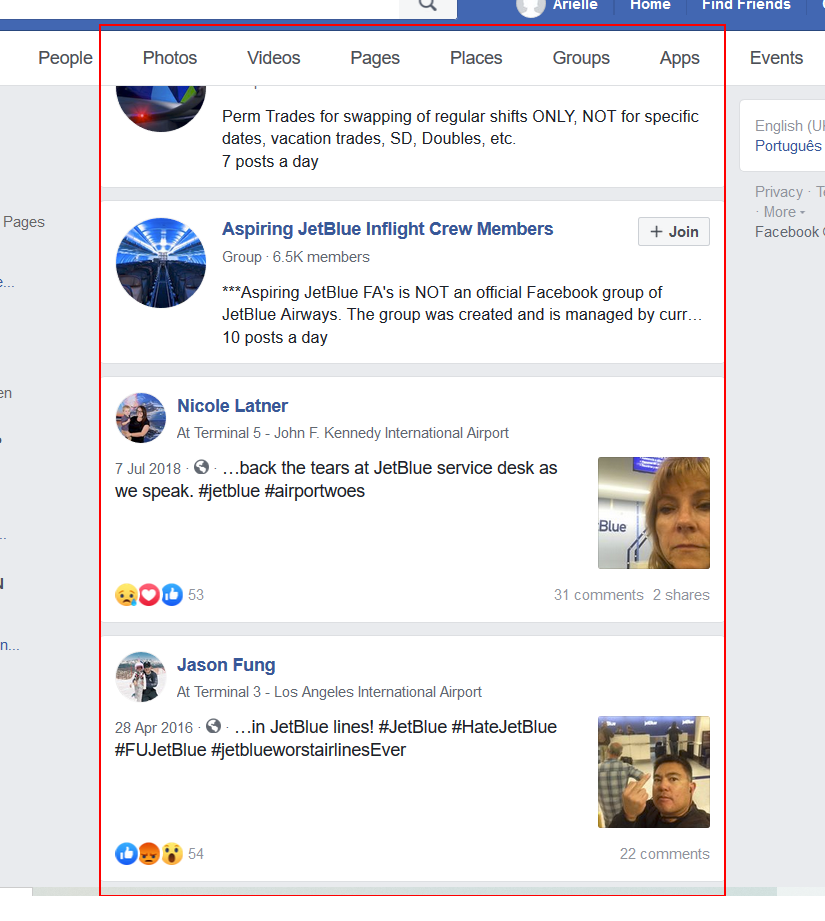 Arielle Home Find Friends
People Photos Videos Pages Places Groups Apps Events
Perm Trades for swapping of regular shifts ONLY, NOT for specific
dates, vacation trades, SD, Doubles, etc.
7 posts a day
English (U
Português
Privacy ·
· More
Facebook
Pages
Aspiring JetBlue Inflight Crew Members
+ Join
Group · 6.5K members
***Aspiring JetBlue FA's is NOT an official Facebook group of
JetBlue Airways. The group was created and is managed by curr…
10 posts a day
e...
en
Nicole Latner
At Terminal 5 - John F. Kennedy International Airport
7 Jul 2018 · · …back the tears at JetBlue service desk as
we speak. #jetblue #airportwoes
Blue
53
31 comments 2 shares
n...
Jason Fung
At Terminal 3 - Los Angeles International Airport
28 Apr 2016 · · …in JetBlue lines! #JetBlue #HateJetBlue
#FUJetBlue #jetblueworstairlinesEver
54
22 comments